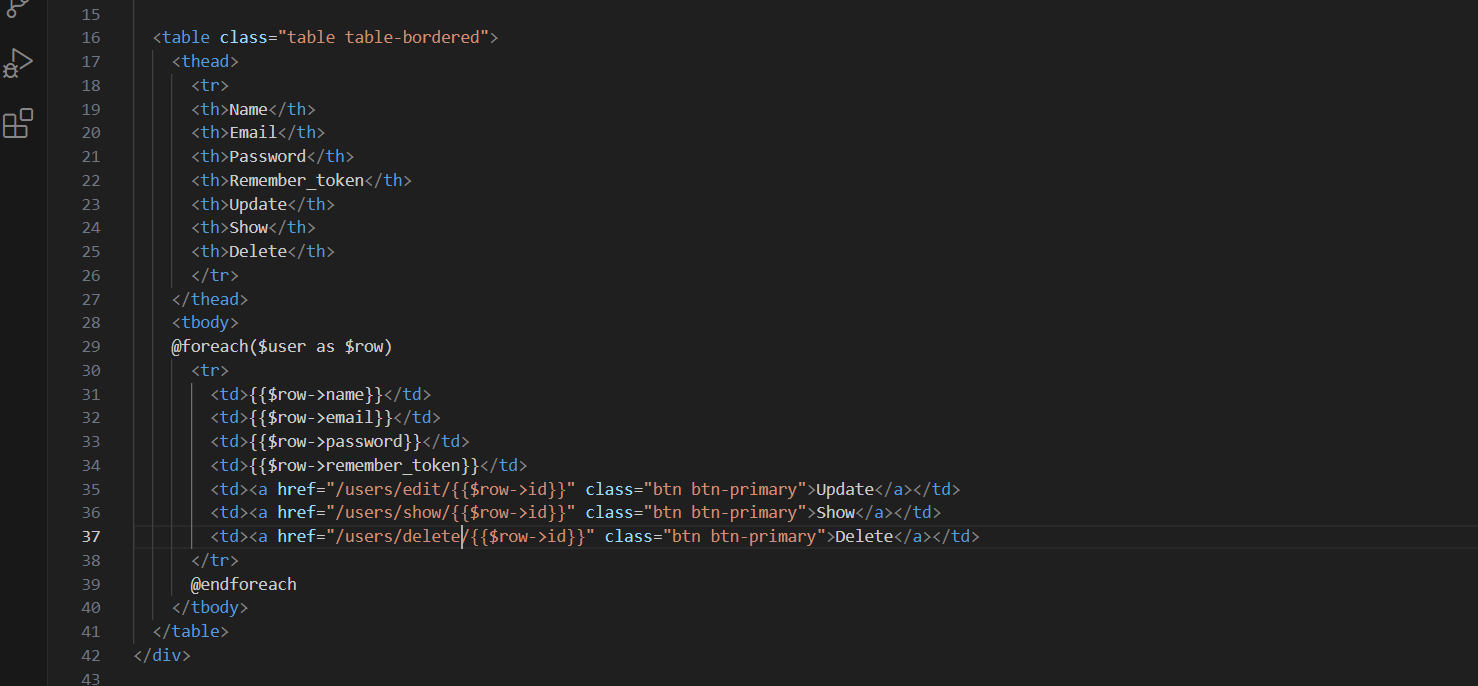 15
16 <table class="table table-bordered">
17 <thead>
18 <tr>
19 <th>Name</th>
20 <th>Email</th>
21 <th>Password</th>
22 <th>Remember_token</th>
23 <th>Update</th>
24 <th>Show</th>
25 <th>Delete</th>
26 </tr>
27 </thead>
28 <tbody>
29 @foreach($user as $row)
30 <tr>
31 <td>{{$row->name}}</td>
32 <td>{{$row->email}}</td>
33 <td>{{$row->password}}</td>
34 <td>{{$row->remember_token}}</td>
35 <td><a href="/users/edit/{{$row->id}}" class="btn btn-primary">Update</a></td>
36 <td><a href="/users/show/{{$row->id}}" class="btn btn-primary">Show</a></td>
37 <td><a href="/users/delete/{{$row->id}}" class="btn btn-primary">Delete</a></td>
38 </tr>
39 @endforeach
40 </tbody>
41 </table>
42 </div>
43